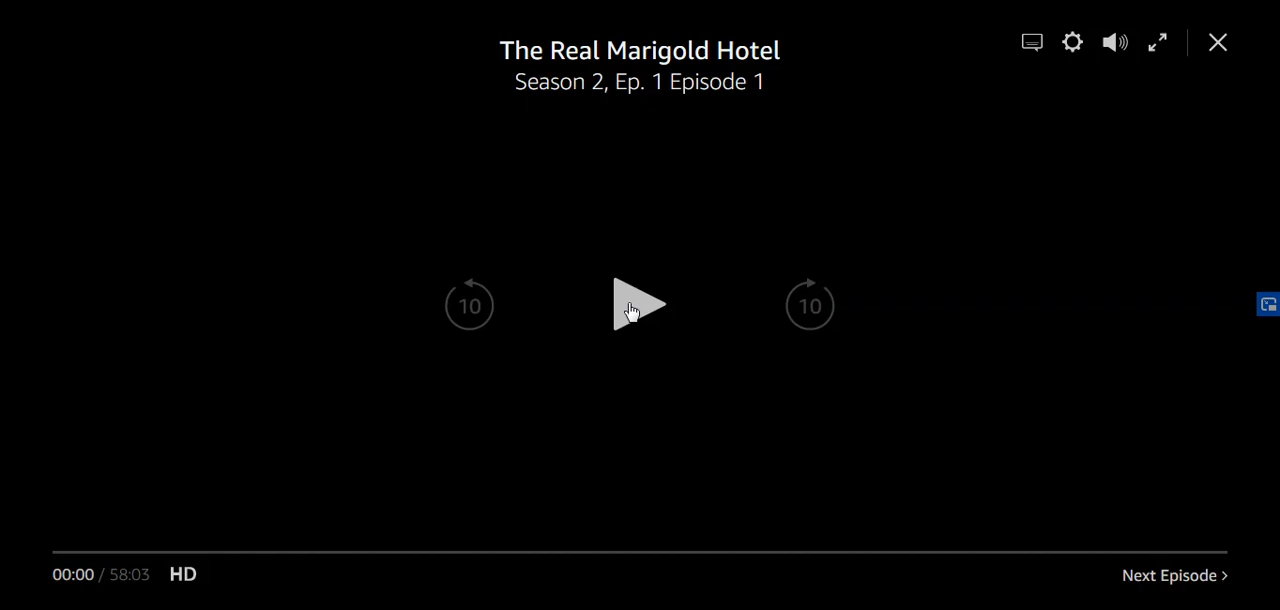 The Real Marigold Hotel
Season 2, Ep. 1 Episode 1
10
10
00:00 / 58:03 HD
Next Episode >